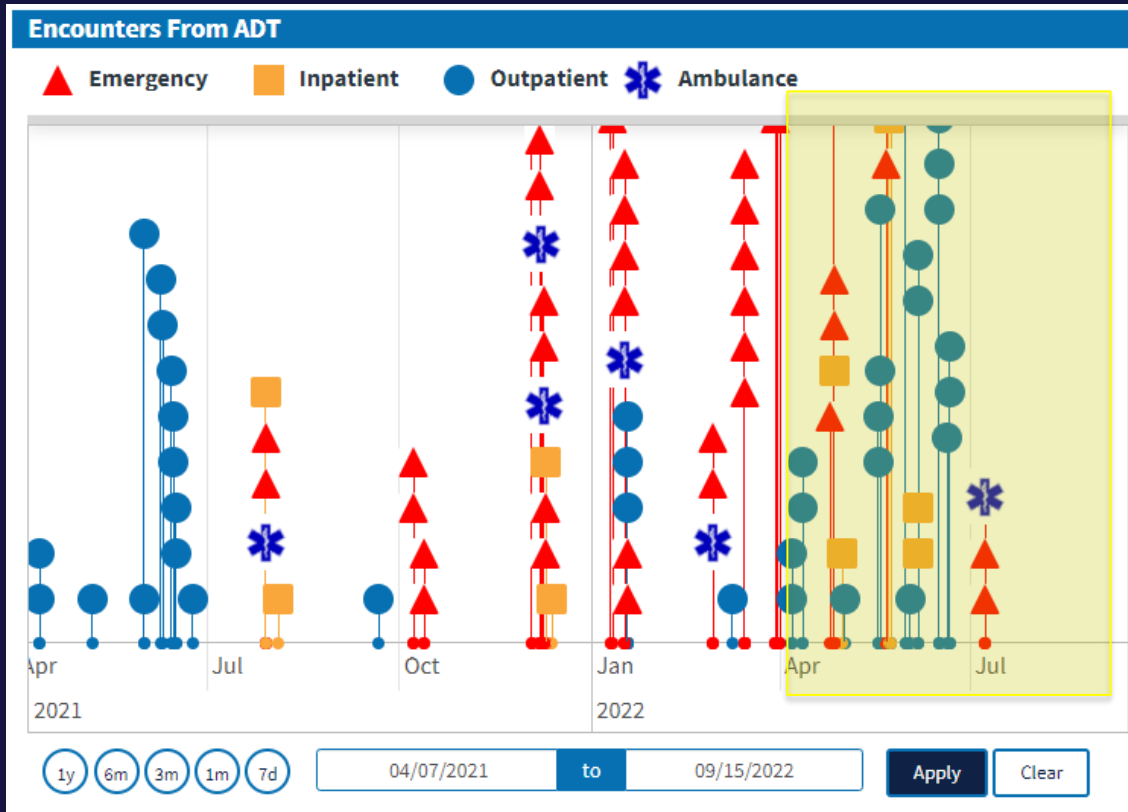 Encounters From ADT
Emergency Inpatient Outpatient Ambulance
Apr Jul Oct Jan Apr Jul
2021 2022
1y 6m 3m 1m 7d 04/07/2021 to 09/15/2022 Apply Clear